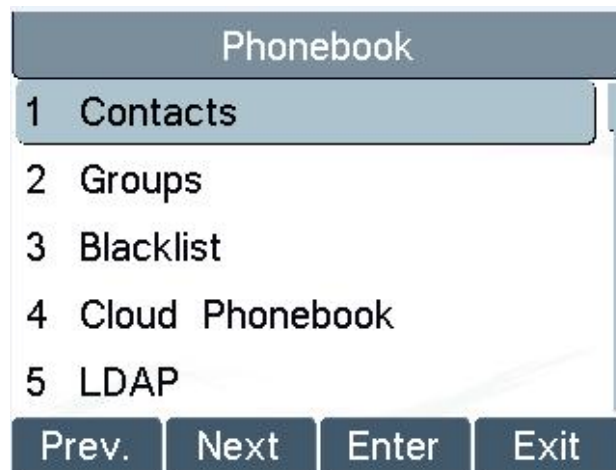 Phonebook
1 Contacts
2 Groups
3 Blacklist
4 Cloud Phonebook
5 LDAP
Prev. Next Enter Exit